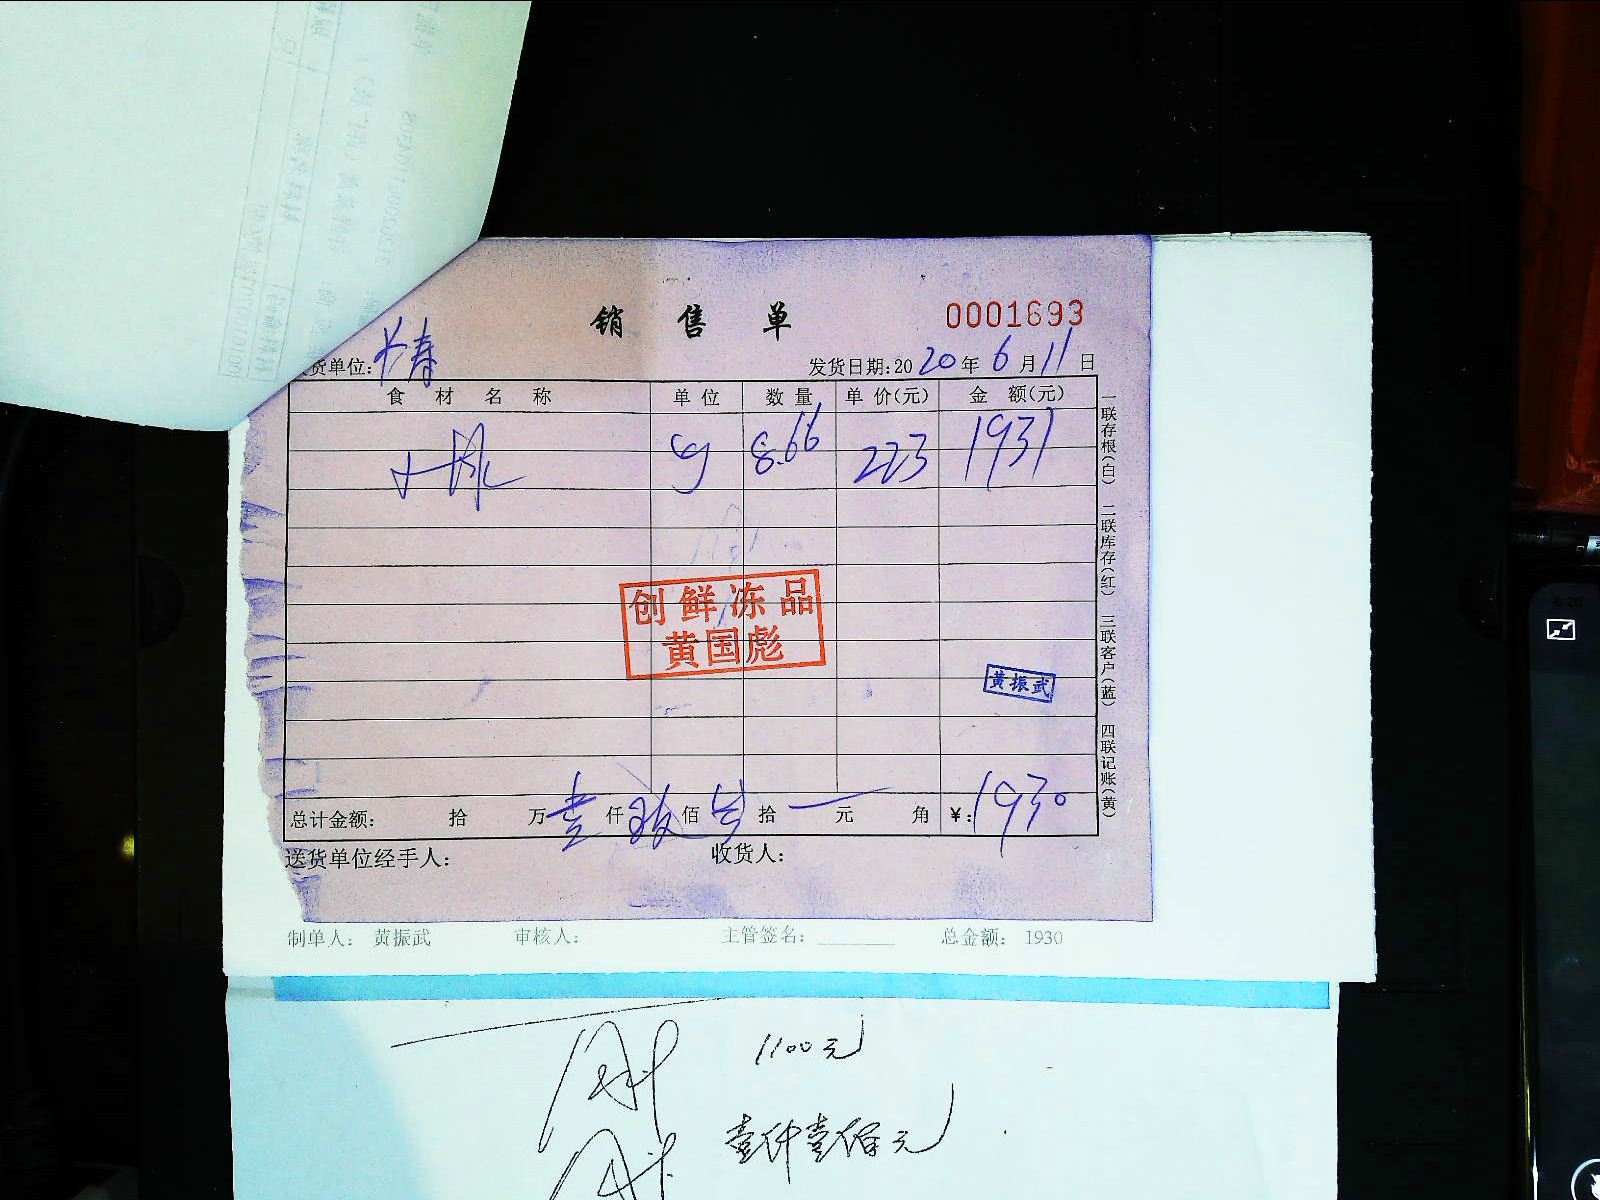 销售单
0001693
货单位：长春
发货日期：2020年6月11日
食材名称 单位 数量 单价(元) 金额(元)
8.66 223 1931
创鲜冻品
黄国彪
黄振武
总计金额： 拾 万壹仟玖佰 拾 元 角 ￥：1930
送货单位经手人： 收货人：
一联存根(白) 二联库存(红) 三联客户(蓝) 四联记账(黄)
制单人： 黄振武 审核人： 主管签名：________ 总金额： 1930
1100元
壹仟壹佰元